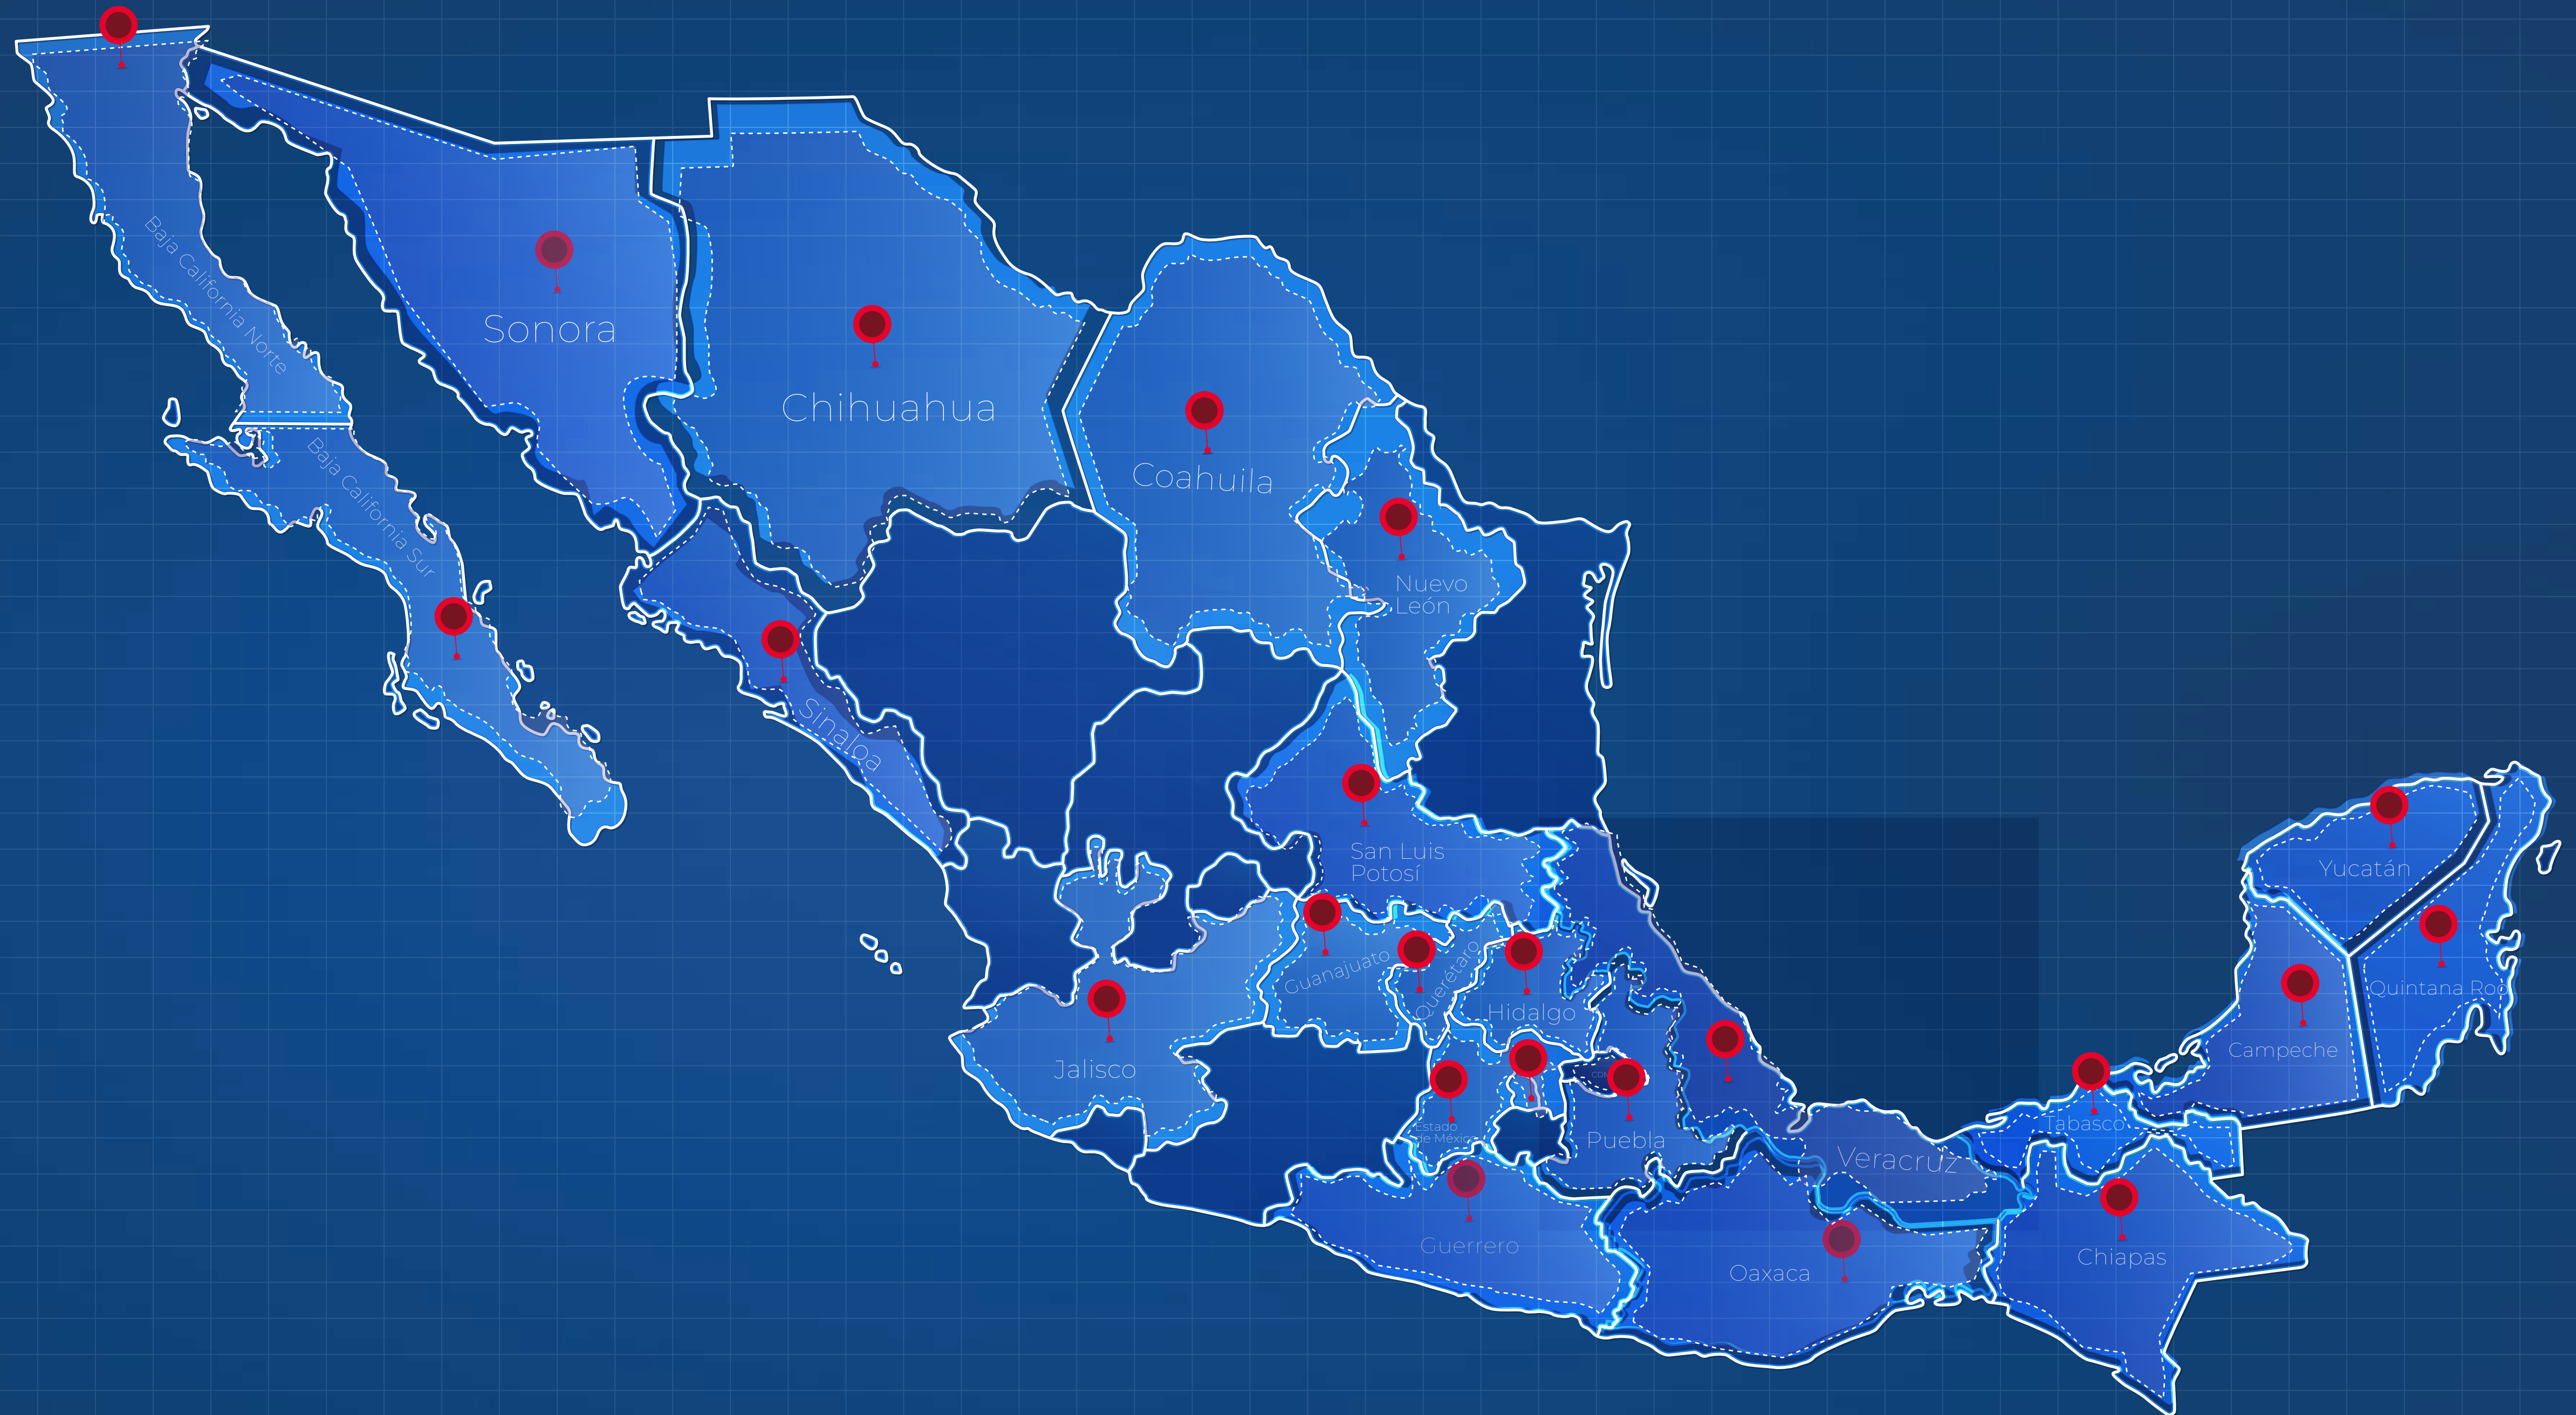 Baja California Norte
Sonora
Chihuahua
Coahuila
Baja California Sur
Nuevo
León
Sinaloa
San Luis
Potosí
Yucatán
Guanajuato
Querétaro
Hidalgo
Quintana Roo
Jalisco
Campeche
Estado
de México
Puebla
Tabasco
Veracruz
Guerrero
Oaxaca
Chiapas